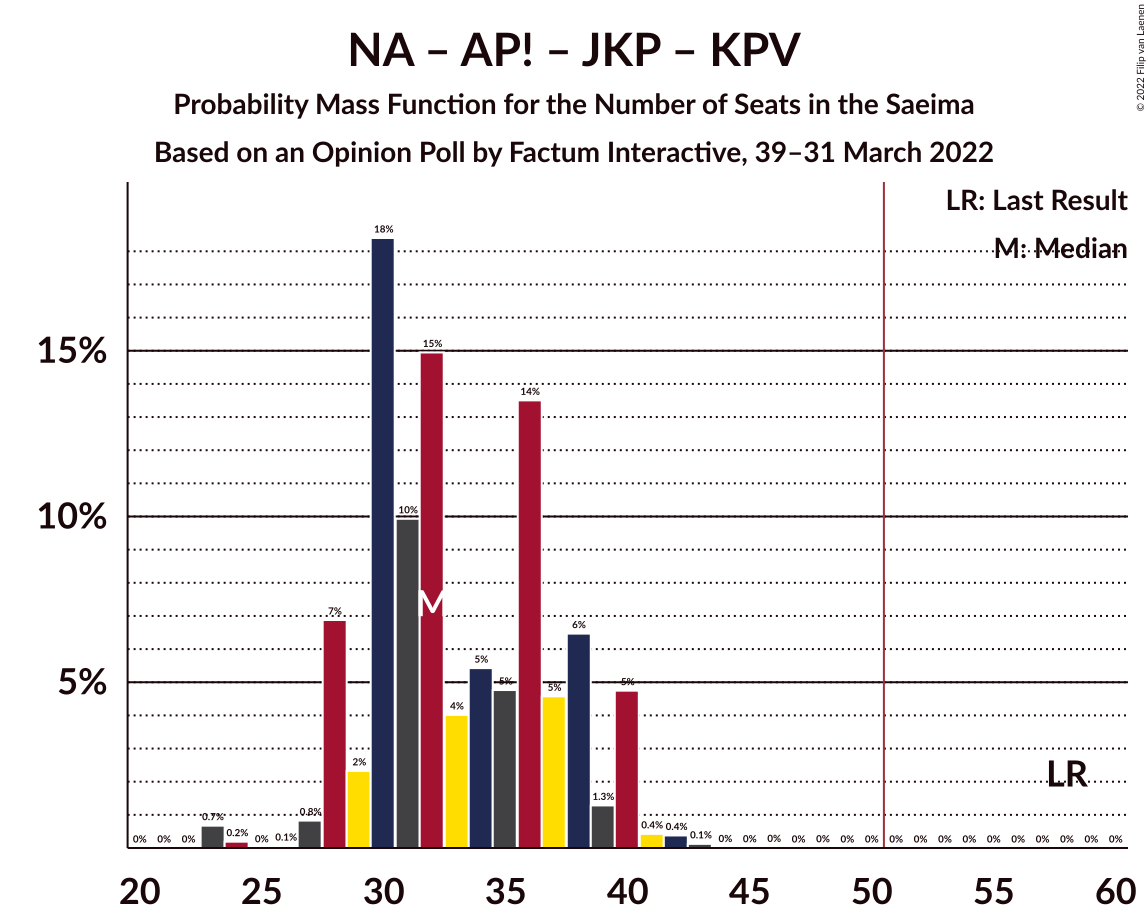 NA – AP! – JKP – KPV
Probability Mass Function for the Number of Seats in the Saeima
Based on an Opinion Poll by Factum Interactive, 39–31 March 2022
© 2022 Filip van Laenen
LR: Last Result
M: Median
15%
10%
5%
0% 0% 0% 0.7% 0.2% 0% 0.1% 0.8% 7% 2% 18% 10% 15% 4% 5% 5% 14% 5% 6% 1.3% 5% 0.4% 0.4% 0.1% 0% 0% 0% 0% 0% 0% 0% 0% 0% 0% 0% 0% 0% 0% 0% 0% 0%
M
LR
20 25 30 35 40 45 50 55 60